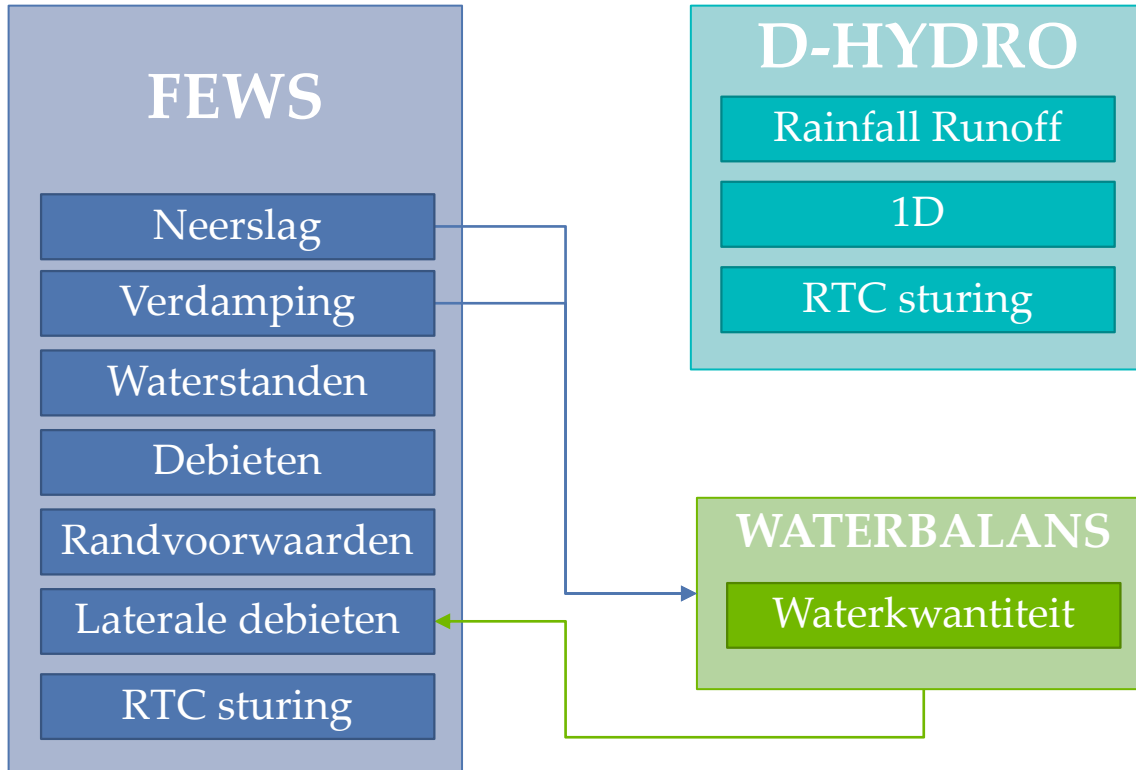 FEWS
Neerslag
Verdamping
Waterstanden
Debieten
Randvoorwaarden
Laterale debieten
RTC sturing
D-HYDRO
Rainfall Runoff
1D
RTC sturing
WATERBALANS
Waterkwantiteit